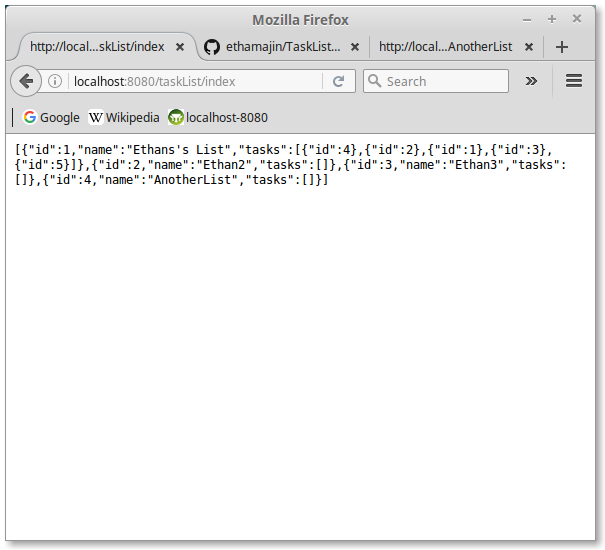 Mozilla Firefox
http://local...skList/index
ethamajin/TaskList...
http://local...AnotherList
localhost:8080/taskList/index
Search
Google
Wikipedia
localhost-8080
[{"id":1,"name":"Ethans's List","tasks":[{"id":4},{"id":2},{"id":1},{"id":3},
{"id":5}]},{"id":2,"name":"Ethan2","tasks":[]},{"id":3,"name":"Ethan3","tasks":
[]},{"id":4,"name":"AnotherList","tasks":[]}]